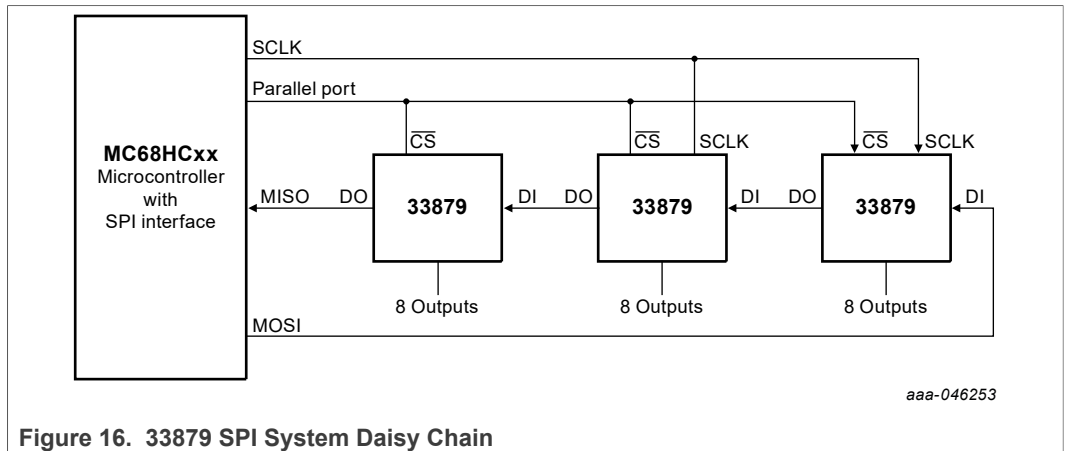 SCLK
Parallel port
CS CS SCLK CS SCLK
MC68HCxx
Microcontroller
with
SPI interface
MISO DO 33879 DI DO 33879 DI DO 33879 DI
8 Outputs 8 Outputs 8 Outputs
MOSI
aaa-046253
Figure 16. 33879 SPI System Daisy Chain